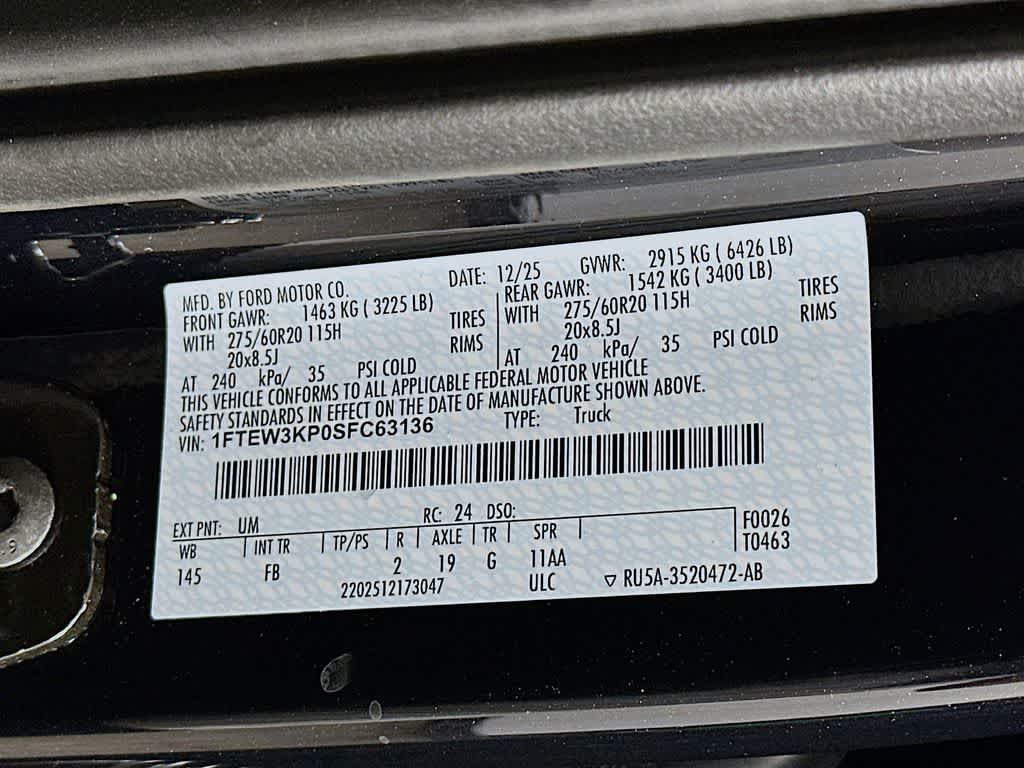 MFD. BY FORD MOTOR CO. DATE: 12/25 GVWR: 2915 KG ( 6426 LB)
FRONT GAWR: 1463 KG ( 3225 LB) REAR GAWR: 1542 KG ( 3400 LB)
WITH 275/60R20 115H TIRES WITH 275/60R20 115H TIRES
20x8.5J RIMS 20x8.5J RIMS
AT 240 kPa/ 35 PSI COLD AT 240 kPa/ 35 PSI COLD
THIS VEHICLE CONFORMS TO ALL APPLICABLE FEDERAL MOTOR VEHICLE
SAFETY STANDARDS IN EFFECT ON THE DATE OF MANUFACTURE SHOWN ABOVE.
VIN: 1FTEW3KP0SFC63136 TYPE: Truck
EXT PNT: UM RC: 24 DSO: F0026
WB INT TR TP/PS R AXLE TR SPR T0463
145 FB 2 19 G 11AA
2202512173047 ULC ▽ RU5A-3520472-AB
.9